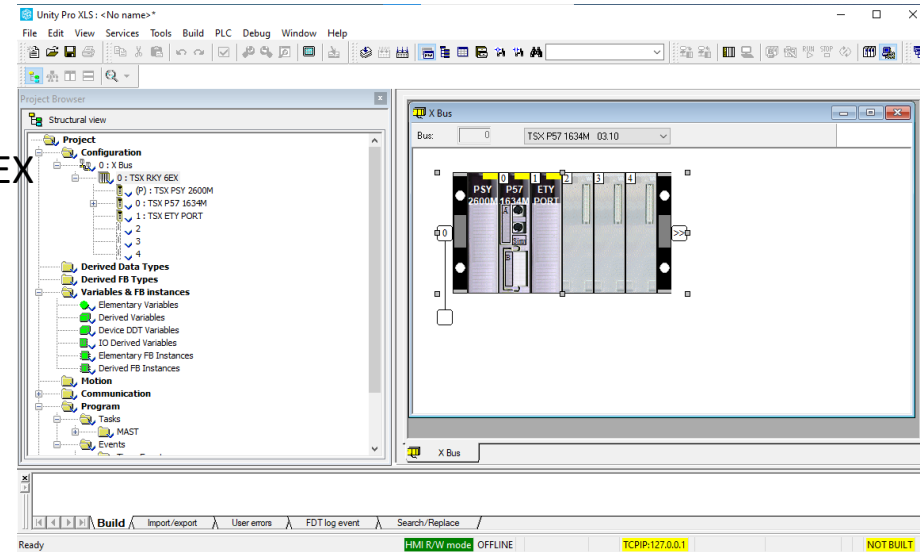 Unity Pro XLS : <No name>*
File Edit View Services Tools Build PLC Debug Window Help
Project Browser
Structural view
Project
Configuration
0 : X Bus
0 : TSX RKY 6EX
(P) : TSX PSY 2600M
0 : TSX P57 1634M
1 : TSX ETY PORT
2
3
4
Derived Data Types
Derived FB Types
Variables & FB instances
Elementary Variables
Derived Variables
Device DDT Variables
IO Derived Variables
Elementary FB Instances
Derived FB Instances
Motion
Communication
Program
Tasks
MAST
Events
EX
X Bus
Bus: 0 TSX P57 1634M 03.10
0 1 2 3 4
PSY P57 ETY
2600M 1634M PORT
0
>>
X Bus
Build Import/export User errors FDT log event Search/Replace
Ready HMI R/W mode OFFLINE TCPIP:127.0.0.1 NOT BUILT